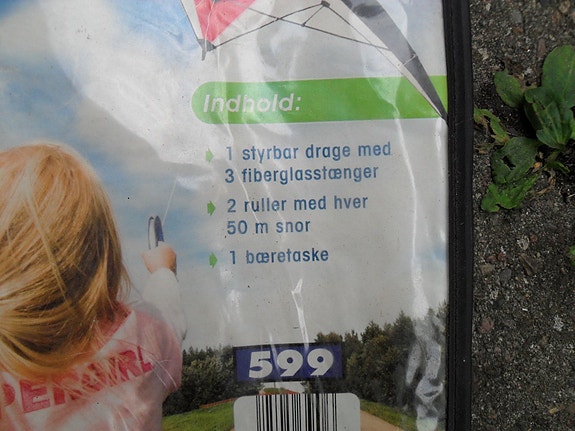 Indhold:
1 styrbar drage med
3 fiberglasstænger
2 ruller med hver
50 m snor
1 bæretaske
599